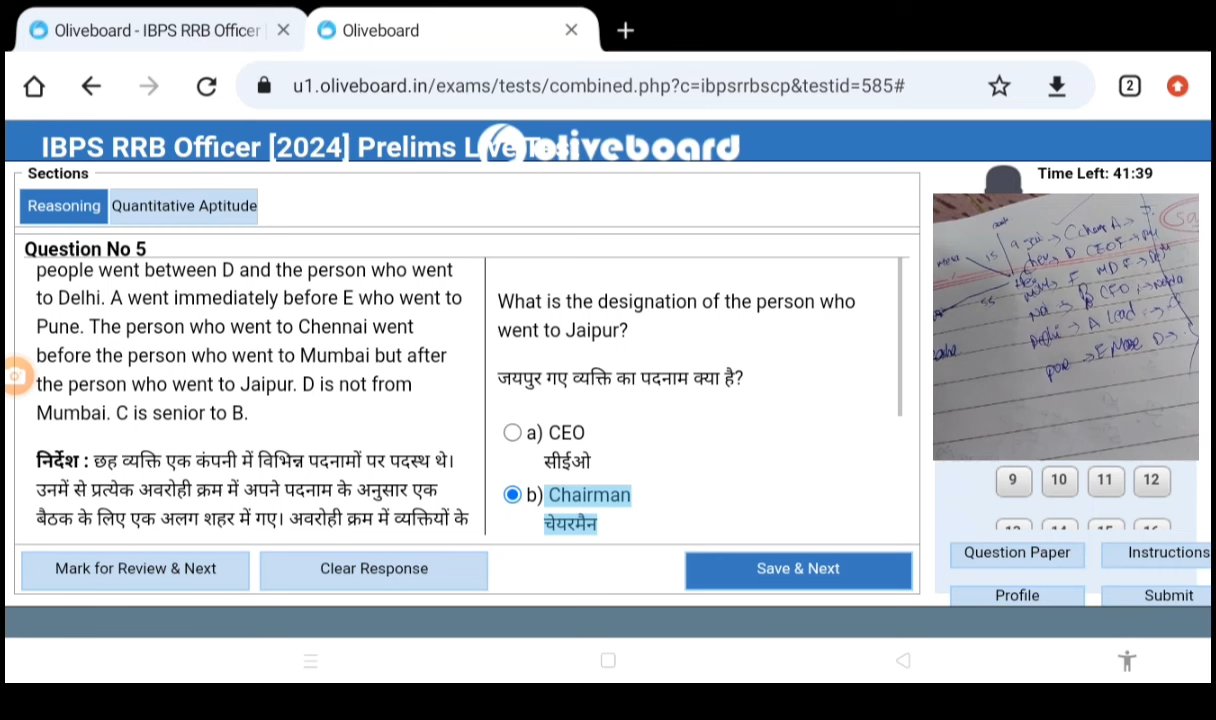 Oliveboard - IBPS RRB Officer
Oliveboard
u1.oliveboard.in/exams/tests/combined.php?c=ibpsrrbscp&testid=585#
2
IBPS RRB Officer [2024] Prelims Live Test
oliveboard
Sections
Time Left: 41:39
Reasoning
Quantitative Aptitude
Question No 5
people went between D and the person who went
to Delhi. A went immediately before E who went to
Pune. The person who went to Chennai went
before the person who went to Mumbai but after
the person who went to Jaipur. D is not from
Mumbai. C is senior to B.
निर्देश : छह व्यक्ति एक कंपनी में विभिन्न पदनामों पर पदस्थ थे।
उनमें से प्रत्येक अवरोही क्रम में अपने पदनाम के अनुसार एक
बैठक के लिए एक अलग शहर में गए। अवरोही क्रम में व्यक्तियों के
What is the designation of the person who
went to Jaipur?
जयपुर गए व्यक्ति का पदनाम क्या है?
a) CEO
सीईओ
b) Chairman
चेयरमैन
9 10 11 12
Mark for Review & Next
Clear Response
Save & Next
Question Paper
Instructions
Profile
Submit